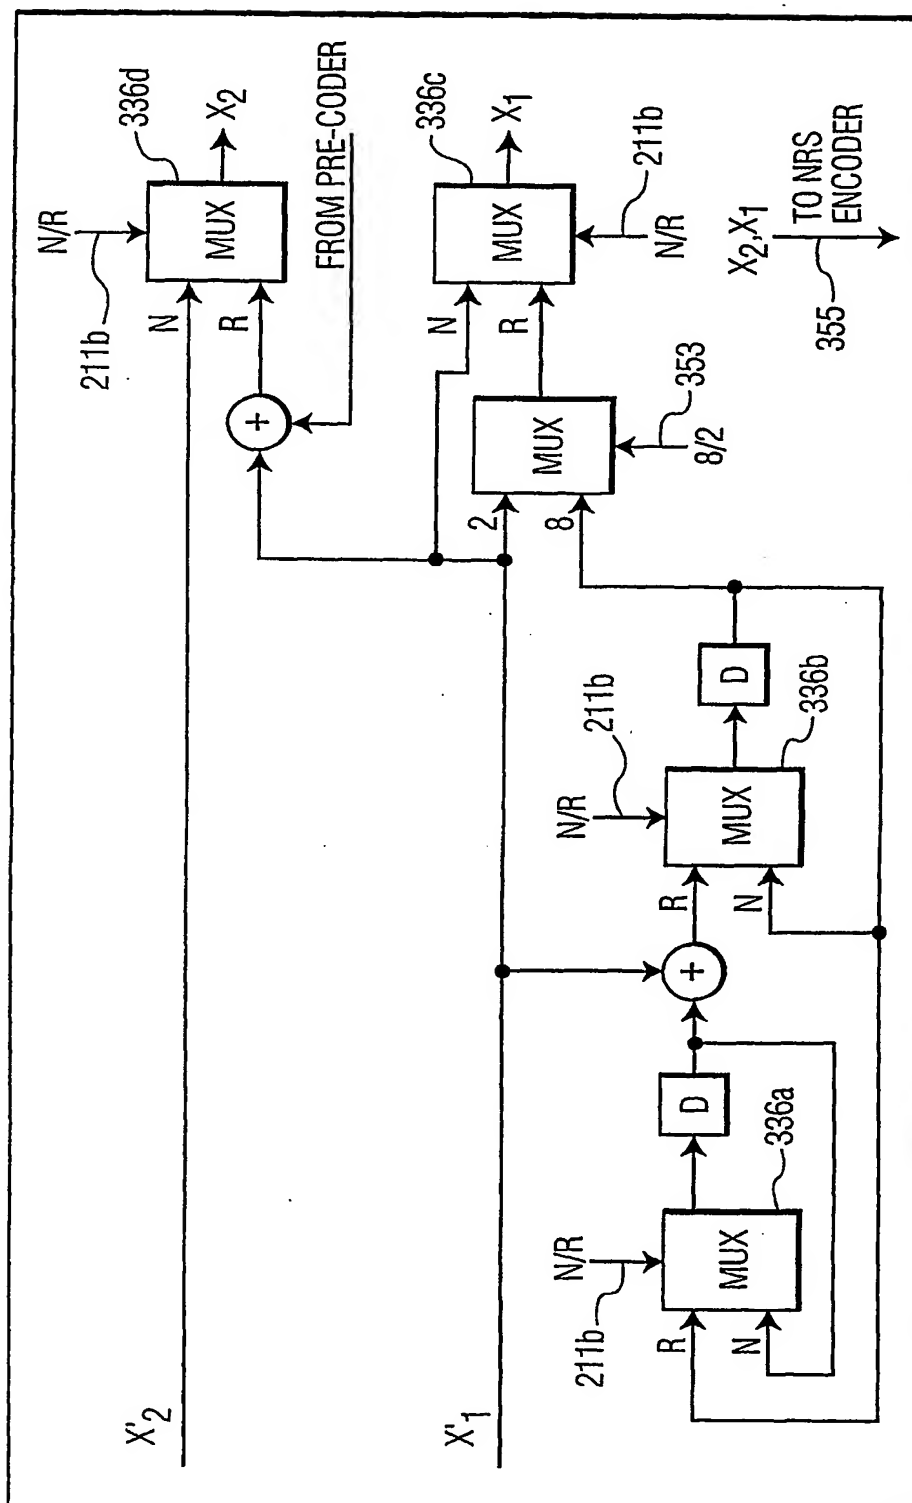 X'2
X'1
N/R
211b
N
R
MUX
336d
X2
+
FROM PRE-CODER
N
R
MUX
336c
X1
211b
N/R
2
8
MUX
353
8/2
N/R
211b
R
N
MUX
336a
D
+
N/R
211b
R
N
MUX
336b
D
X2,X1
355
TO NRS
ENCODER